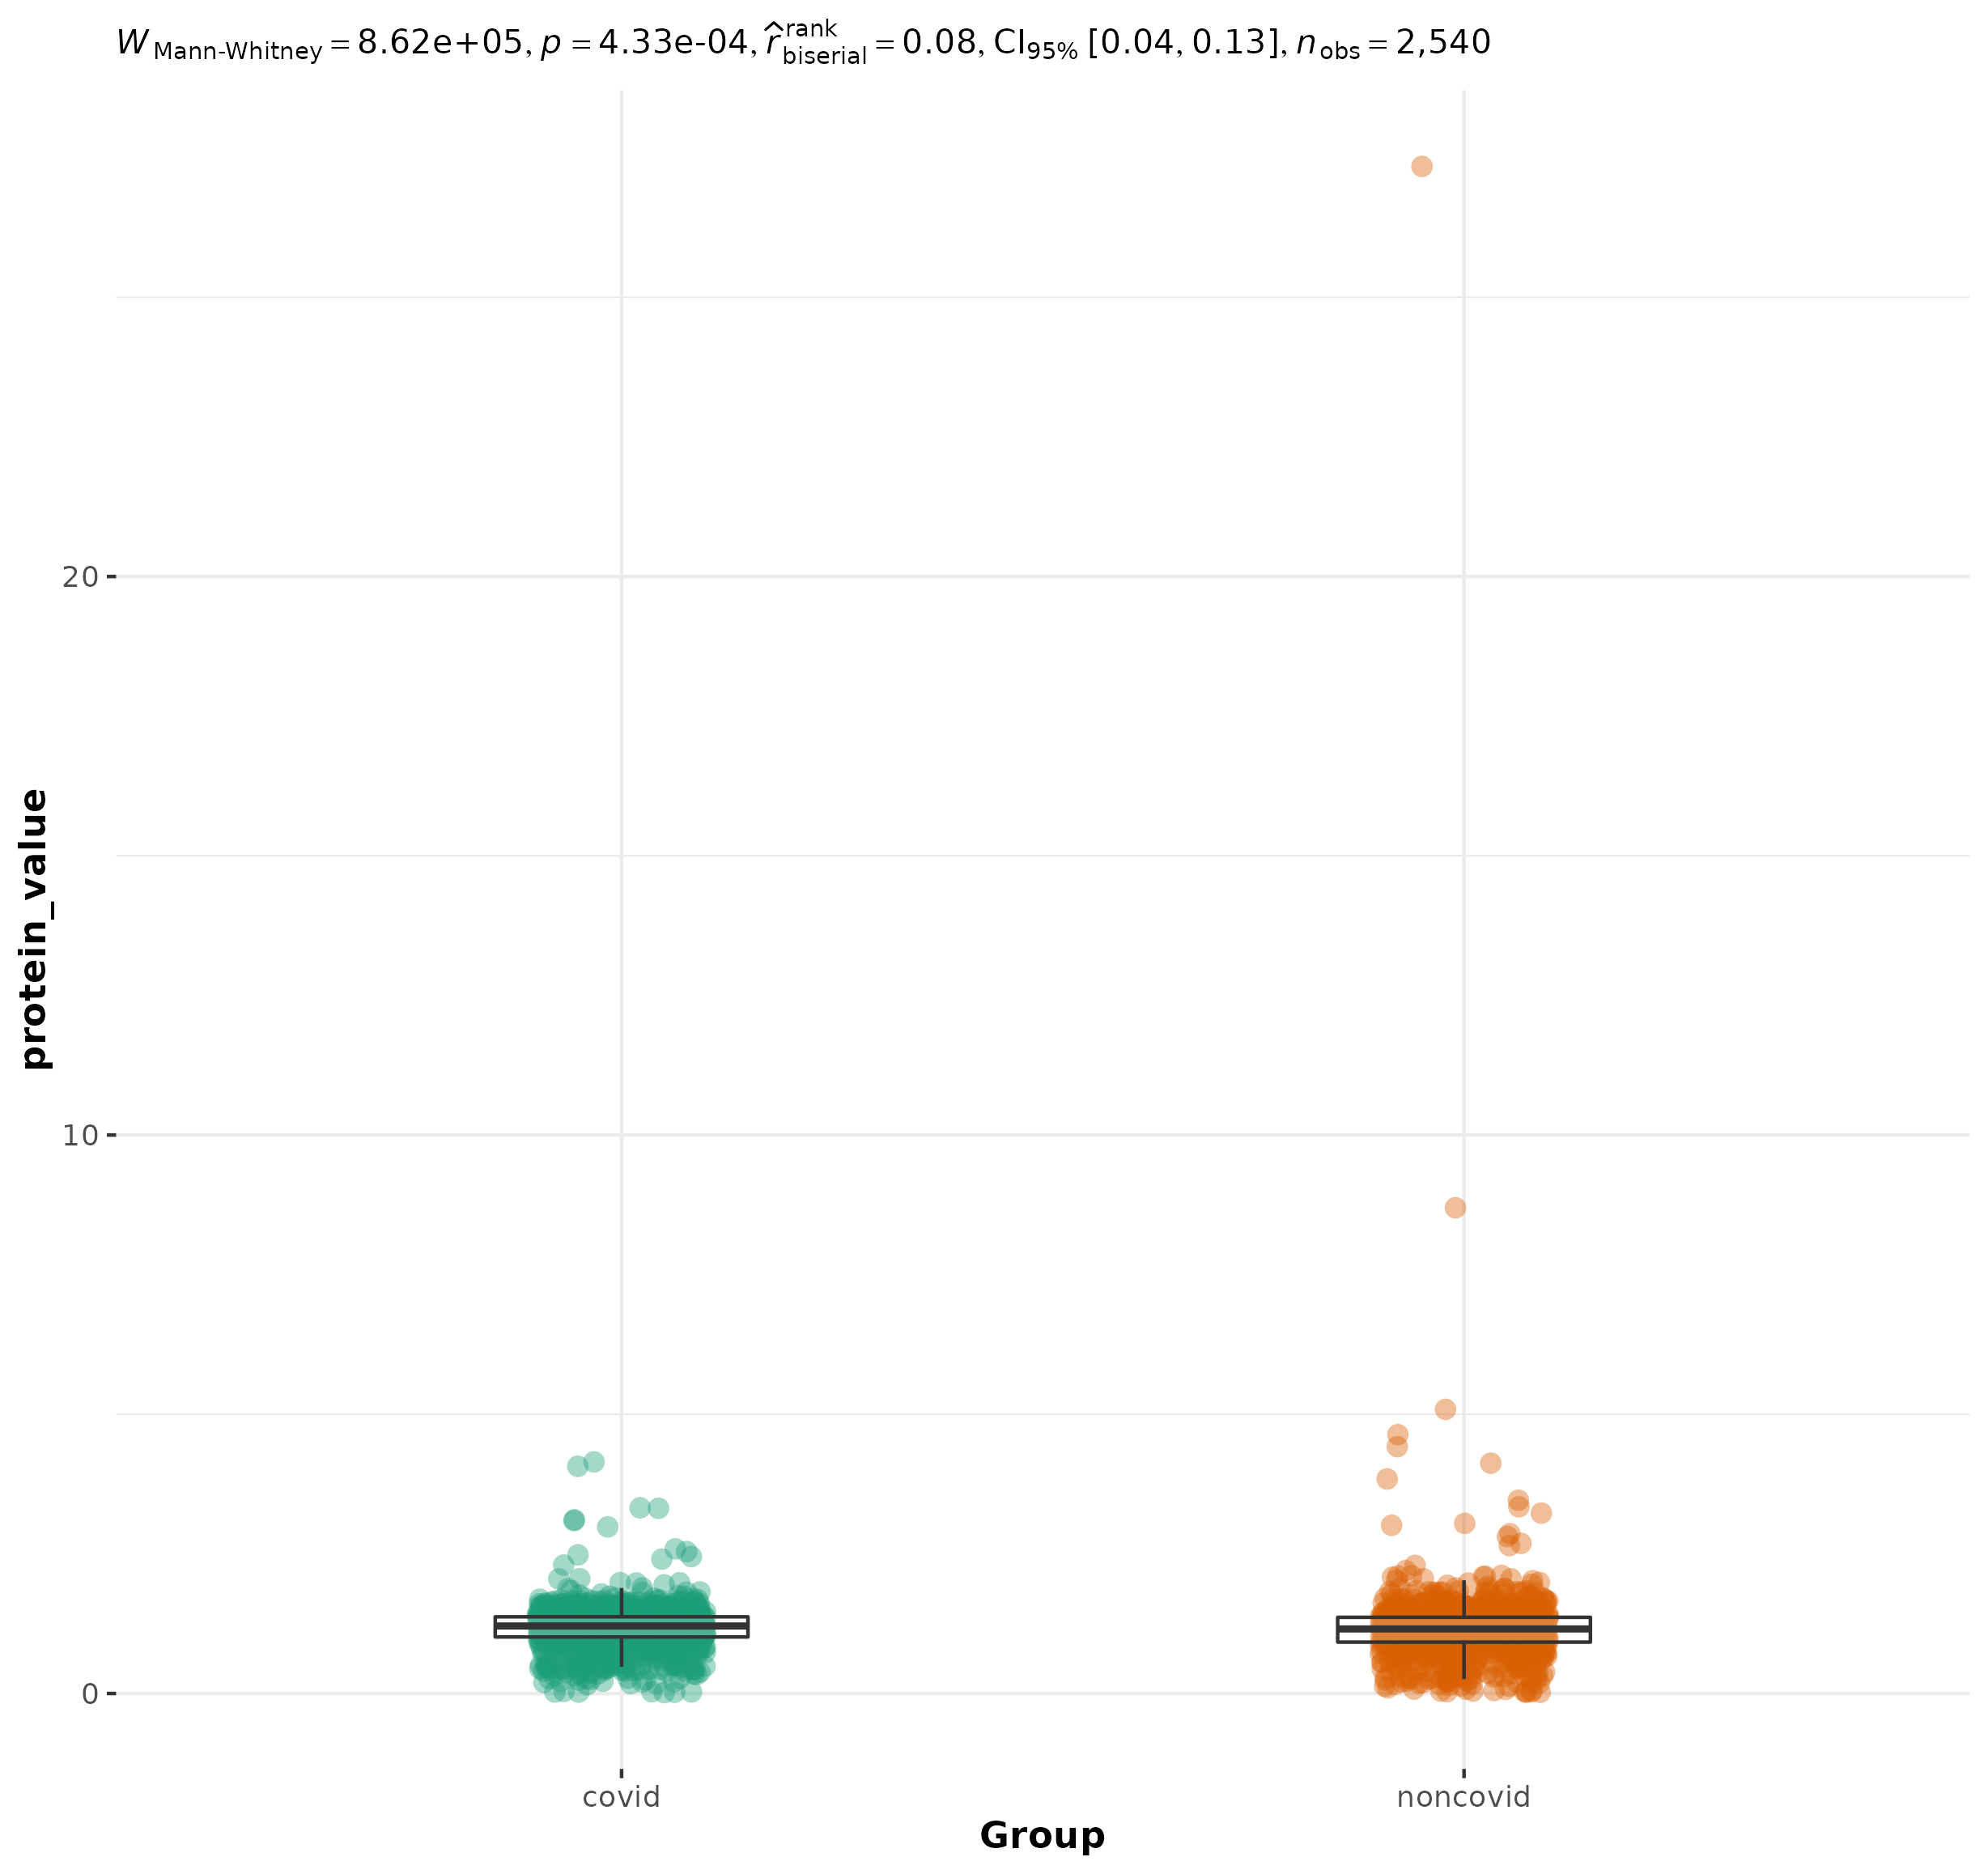 W Mann-Whitney = 8.62e+05, p = 4.33e-04, r̂ rank biserial = 0.08, CI95% [0.04, 0.13], nobs = 2,540
20
10
0
protein_value
covid noncovid
Group